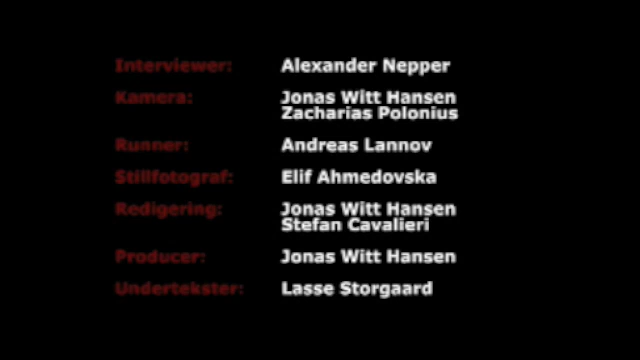 Interviewer: Alexander Nepper
Kamera: Jonas Witt Hansen
Zacharias Polonius
Runner: Andreas Lannov
Stillfotograf: Elif Ahmedovska
Redigering: Jonas Witt Hansen
Stefan Cavalieri
Producer: Jonas Witt Hansen
Undertekster: Lasse Storgaard